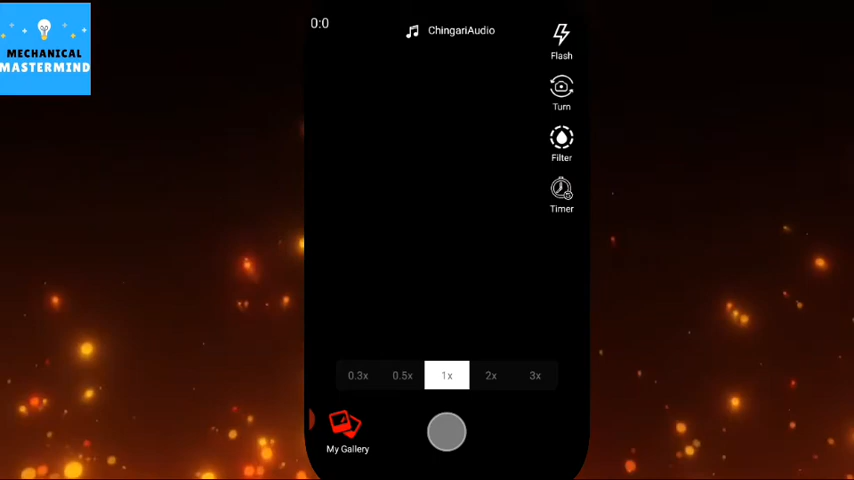 MECHANICAL
MASTERMIND
0:0
ChingariAudio
Flash
Turn
Filter
Timer
0.3x
0.5x
1x
2x
3x
My Gallery